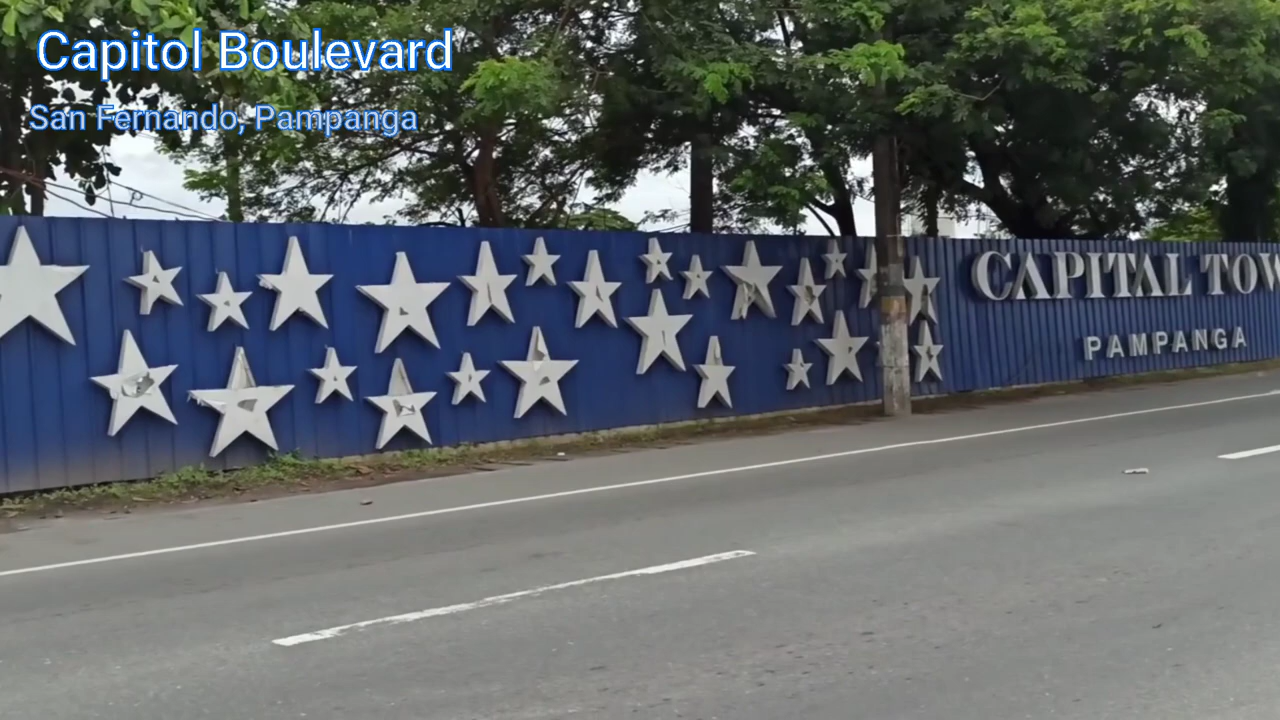 Capitol Boulevard
San Fernando, Pampanga
CAPITAL TOW
PAMPANGA